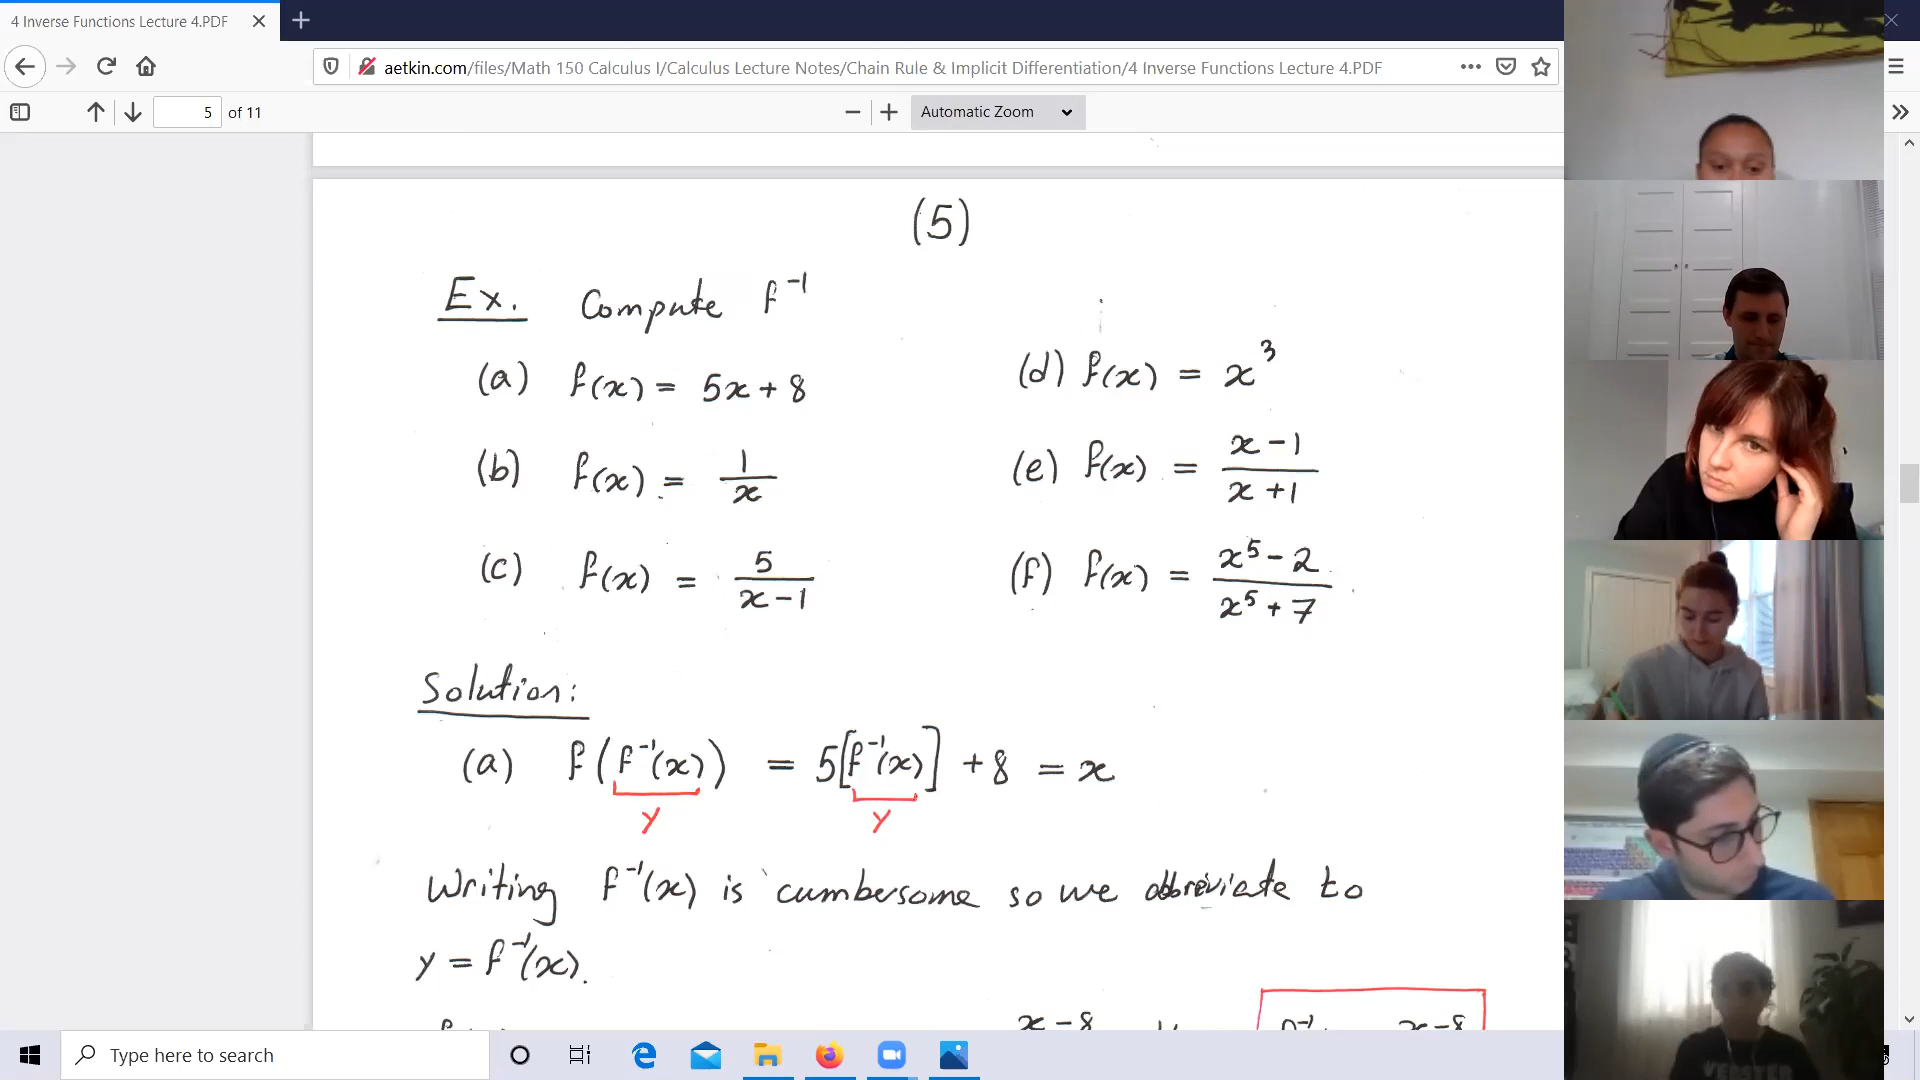 4 Inverse Functions Lecture 4.PDF
aetkin.com/files/Math 150 Calculus I/Calculus Lecture Notes/Chain Rule & Implicit Differentiation/4 Inverse Functions Lecture 4.PDF
5 of 11
Automatic Zoom
(5)
Ex. Compute f⁻¹
(a) f(x) = 5x + 8
(b) f(x) = 1/x
(c) f(x) = 5/(x − 1)
(d) f(x) = x³
(e) f(x) = (x − 1)/(x + 1)
(f) f(x) = (x⁵ − 2)/(x⁵ + 7)
Solution:
(a) f(f⁻¹(x)) = 5[f⁻¹(x)] + 8 = x
y y
Writing f⁻¹(x) is cumbersome so we abbreviate to
y = f⁻¹(x).
x − 8 x − 8
Type here to search